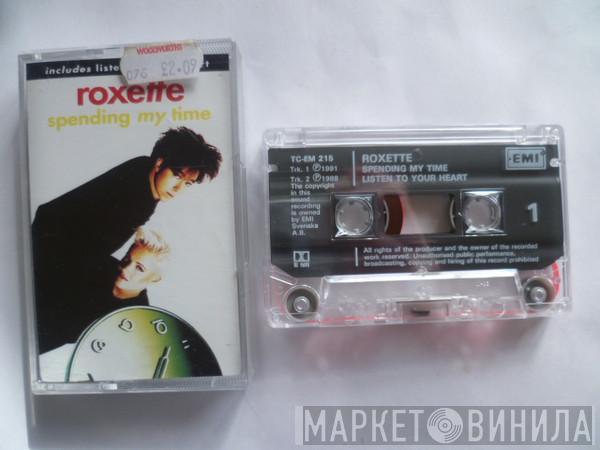 WOOLWORTHS
076 £2.09
includes liste t
roxette
spending my time
TC-EM 215
Trk. 1 Ⓟ 1991
Trk. 2 Ⓟ 1988
The copyright
in this
sound
recording
is owned
by EMI
Svenska
A.B.
ROXETTE
SPENDING MY TIME
LISTEN TO YOUR HEART
EMI
1
All rights of the producer and the owner of the recorded
work reserved. Unauthorised public performance,
broadcasting, copying and hiring of this record prohibited
МАРКЕТ ВИНИЛА